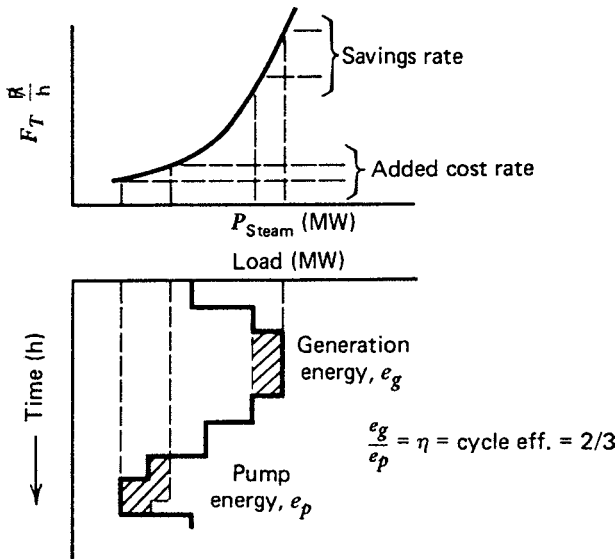 Savings rate
F_T ℟/h
Added cost rate
P_Steam (MW)
Load (MW)
Time (h)
Generation
energy, e_g
e_g/e_p = η = cycle eff. = 2/3
Pump
energy, e_p